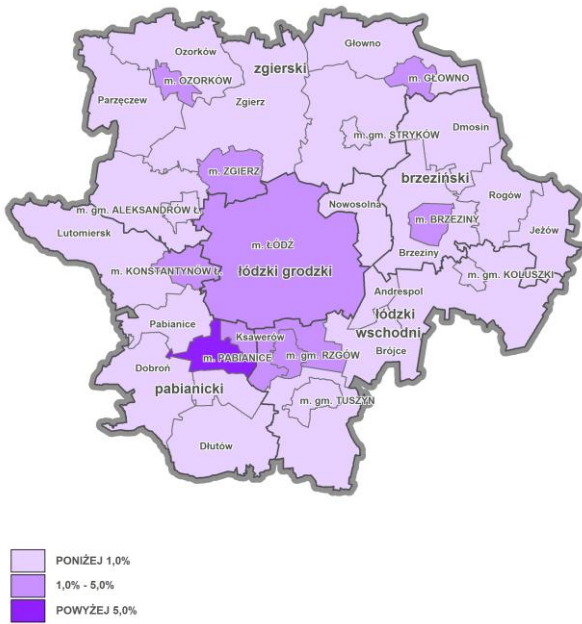 Ozorków
Głowno
zgierski
m. OZORKÓW
m. GŁOWNO
Parzęczew
Zgierz
Dmosin
m. gm. STRYKÓW
m. ZGIERZ
brzeziński
Nowosolna
Rogów
m. gm. ALEKSANDRÓW Ł.
m. BRZEZINY
Jeżów
Lutomiersk
m. ŁÓDŹ
Brzeziny
m. KONSTANTYNÓW Ł.
łódzki grodzki
m. gm. KOLUSZKI
Andrespol
Pabianice
łódzki
wschodni
Ksawerów
m. PABIANICE
m. gm. RZGÓW
Brójce
Dobroń
pabianicki
m. gm. TUSZYN
Dłutów
PONIŻEJ 1,0%
1,0% - 5,0%
POWYŻEJ 5,0%